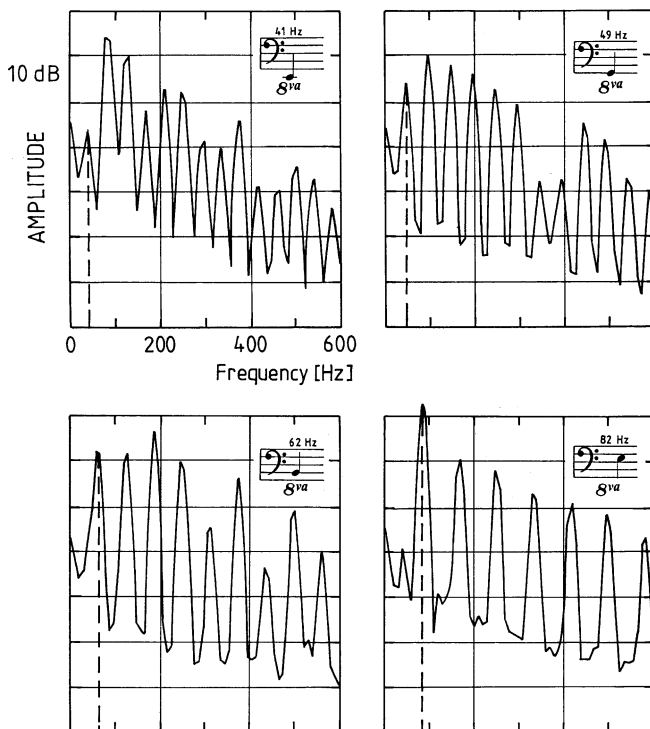 41 Hz
8va
49 Hz
8va
10 dB
AMPLITUDE
0 200 400 600
Frequency [Hz]
62 Hz
8va
82 Hz
8va